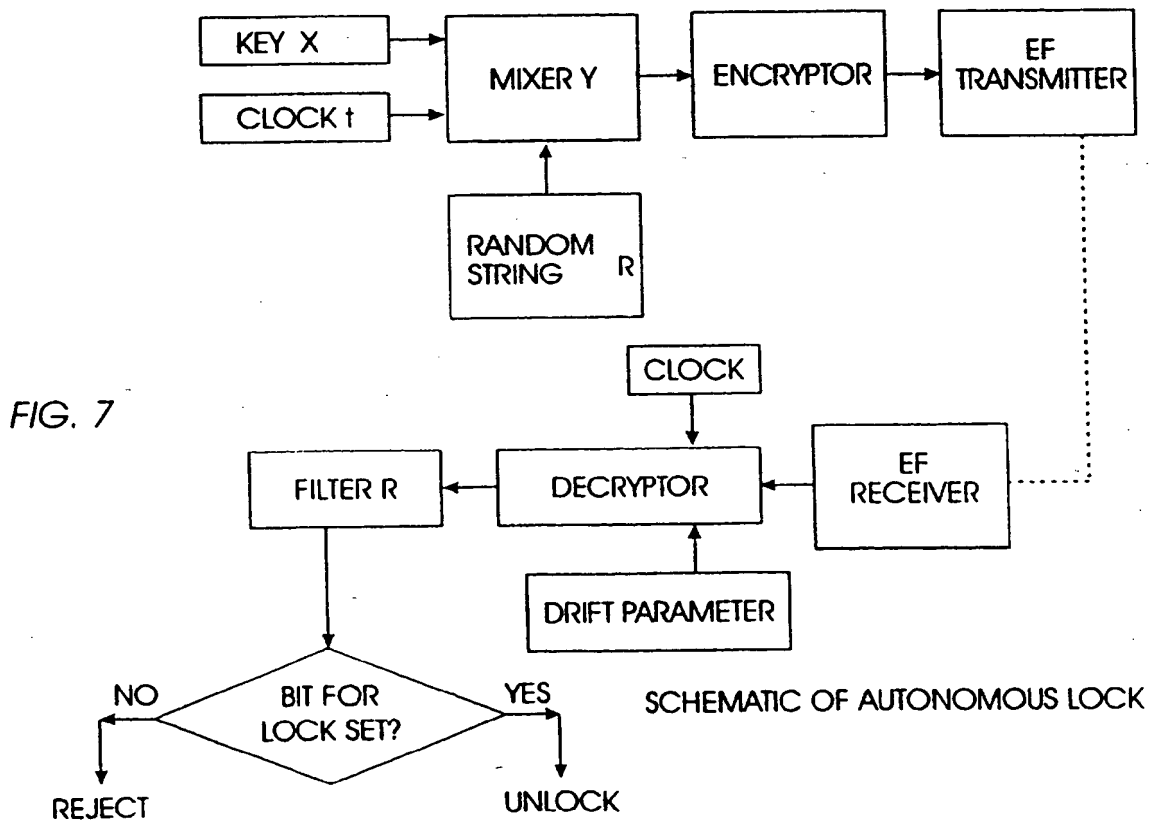 KEY X
CLOCK t
MIXER Y
ENCRYPTOR
EF
TRANSMITTER
RANDOM
STRING R
CLOCK
FIG. 7
FILTER R
DECRYPTOR
EF
RECEIVER
DRIFT PARAMETER
NO
BIT FOR
LOCK SET?
YES
SCHEMATIC OF AUTONOMOUS LOCK
REJECT
UNLOCK